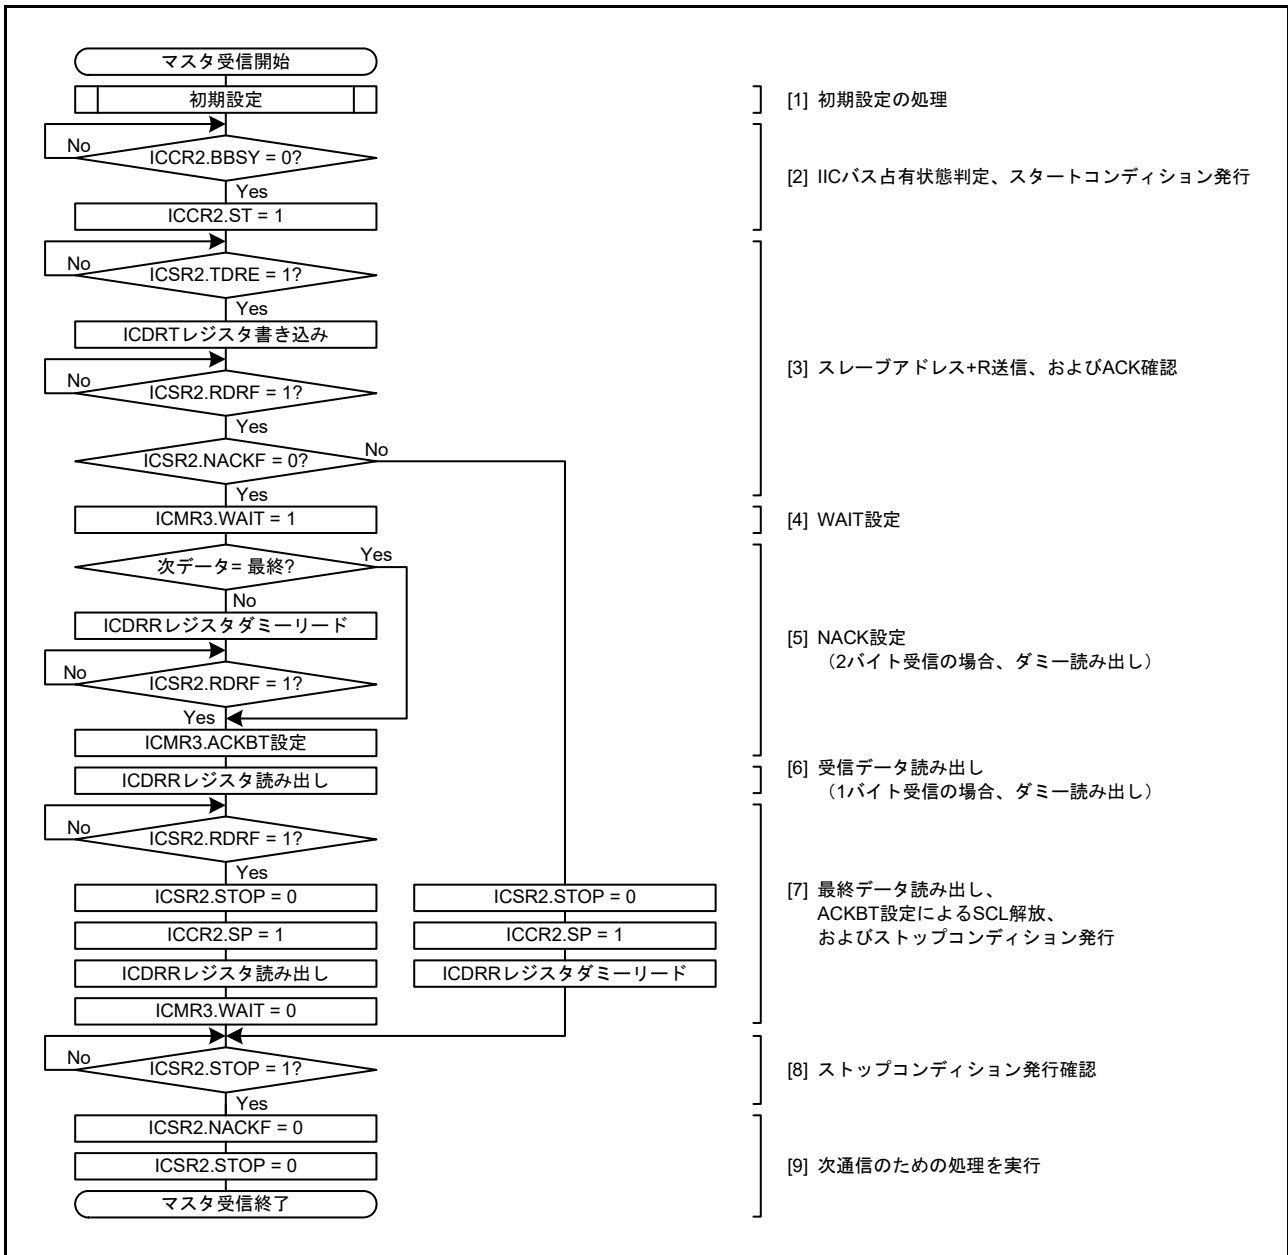 マスタ受信開始
初期設定
[1] 初期設定の処理
No
ICCR2.BBSY = 0?
Yes
ICCR2.ST = 1
[2] IICバス占有状態判定、スタートコンディション発行
No
ICSR2.TDRE = 1?
Yes
ICDRTレジスタ書き込み
No
ICSR2.RDRF = 1?
Yes
ICSR2.NACKF = 0?
No
Yes
[3] スレーブアドレス+R送信、およびACK確認
ICMR3.WAIT = 1
[4] WAIT設定
次データ= 最終?
Yes
No
ICDRRレジスタダミーリード
No
ICSR2.RDRF = 1?
Yes
ICMR3.ACKBT設定
[5] NACK設定
（2バイト受信の場合、ダミー読み出し）
ICDRRレジスタ読み出し
[6] 受信データ読み出し
（1バイト受信の場合、ダミー読み出し）
No
ICSR2.RDRF = 1?
Yes
ICSR2.STOP = 0
ICCR2.SP = 1
ICDRRレジスタ読み出し
ICMR3.WAIT = 0
ICSR2.STOP = 0
ICCR2.SP = 1
ICDRRレジスタダミーリード
[7] 最終データ読み出し、
ACKBT設定によるSCL解放、
およびストップコンディション発行
No
ICSR2.STOP = 1?
Yes
[8] ストップコンディション発行確認
ICSR2.NACKF = 0
ICSR2.STOP = 0
マスタ受信終了
[9] 次通信のための処理を実行